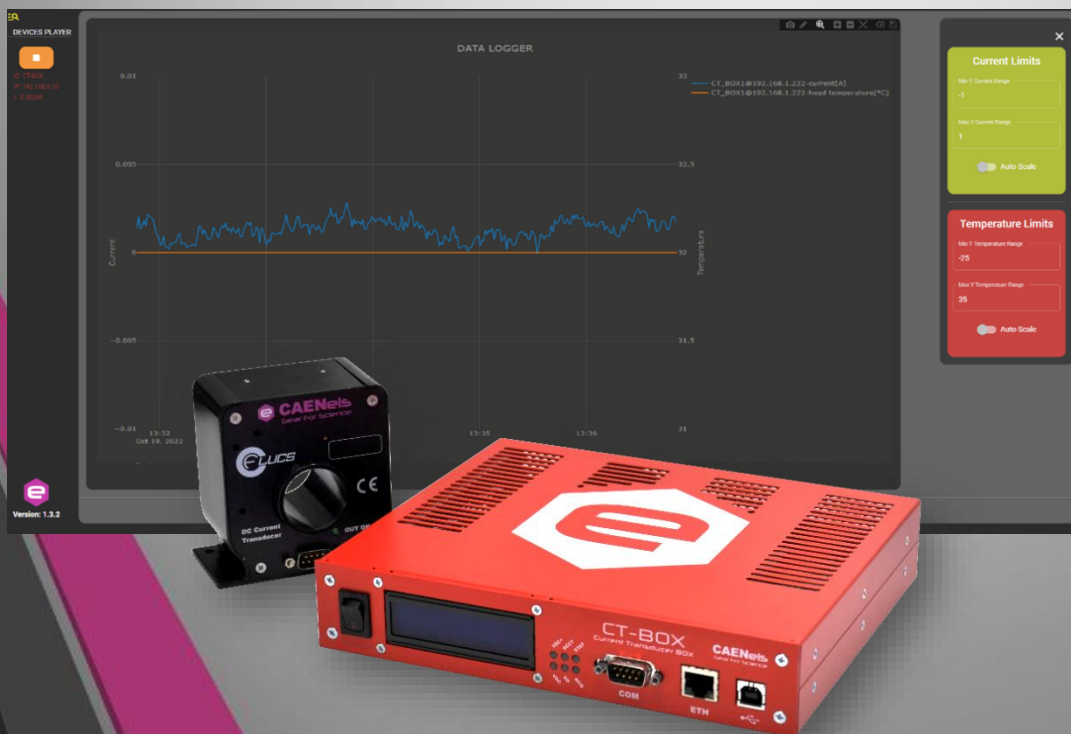 DEVICES PLAYER
ID: CT-BOX
DATA LOGGER
0.01
0.005
0
-0.005
-0.01
Current
33
32.5
32
31.5
31
Temperature
CT_BOX1@192.168.1.222-current[A]
CT_BOX1@192.168.1.222-head temperature[°C]
13:32
Oct 19, 2022
13:35
13:36
Current Limits
Min Y Current Range
-1
Max Y Current Range
1
Auto-Scale
Temperature Limits
Min Y Temperature Range
-25
Max Y Temperature Range
35
Auto-Scale
e
Version: 1.3.2
e CAENels
Gear For Science
FLUCS
CE
DC Current
Transducer
e
CT-BOX
Current Transducer BOX
CAENels
Gear For Science
COM
ETH